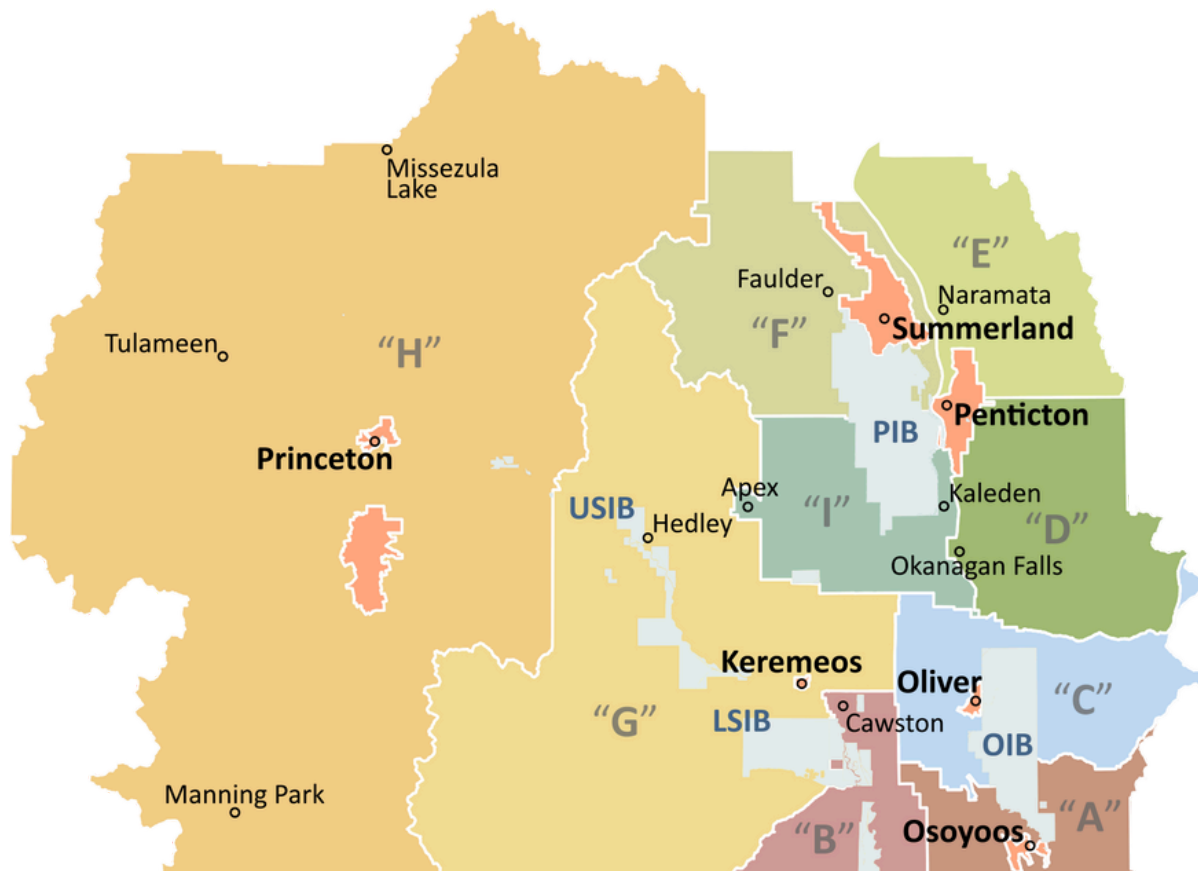 Missezula
Lake
"E"
Faulder
Naramata
Summerland
"F"
Tulameen
"H"
Penticton
PIB
Princeton
Apex
Kaleden
USIB
"I"
Hedley
"D"
Okanagan Falls
Keremeos
Oliver
"C"
"G"
LSIB
Cawston
OIB
Manning Park
"A"
"B"
Osoyoos